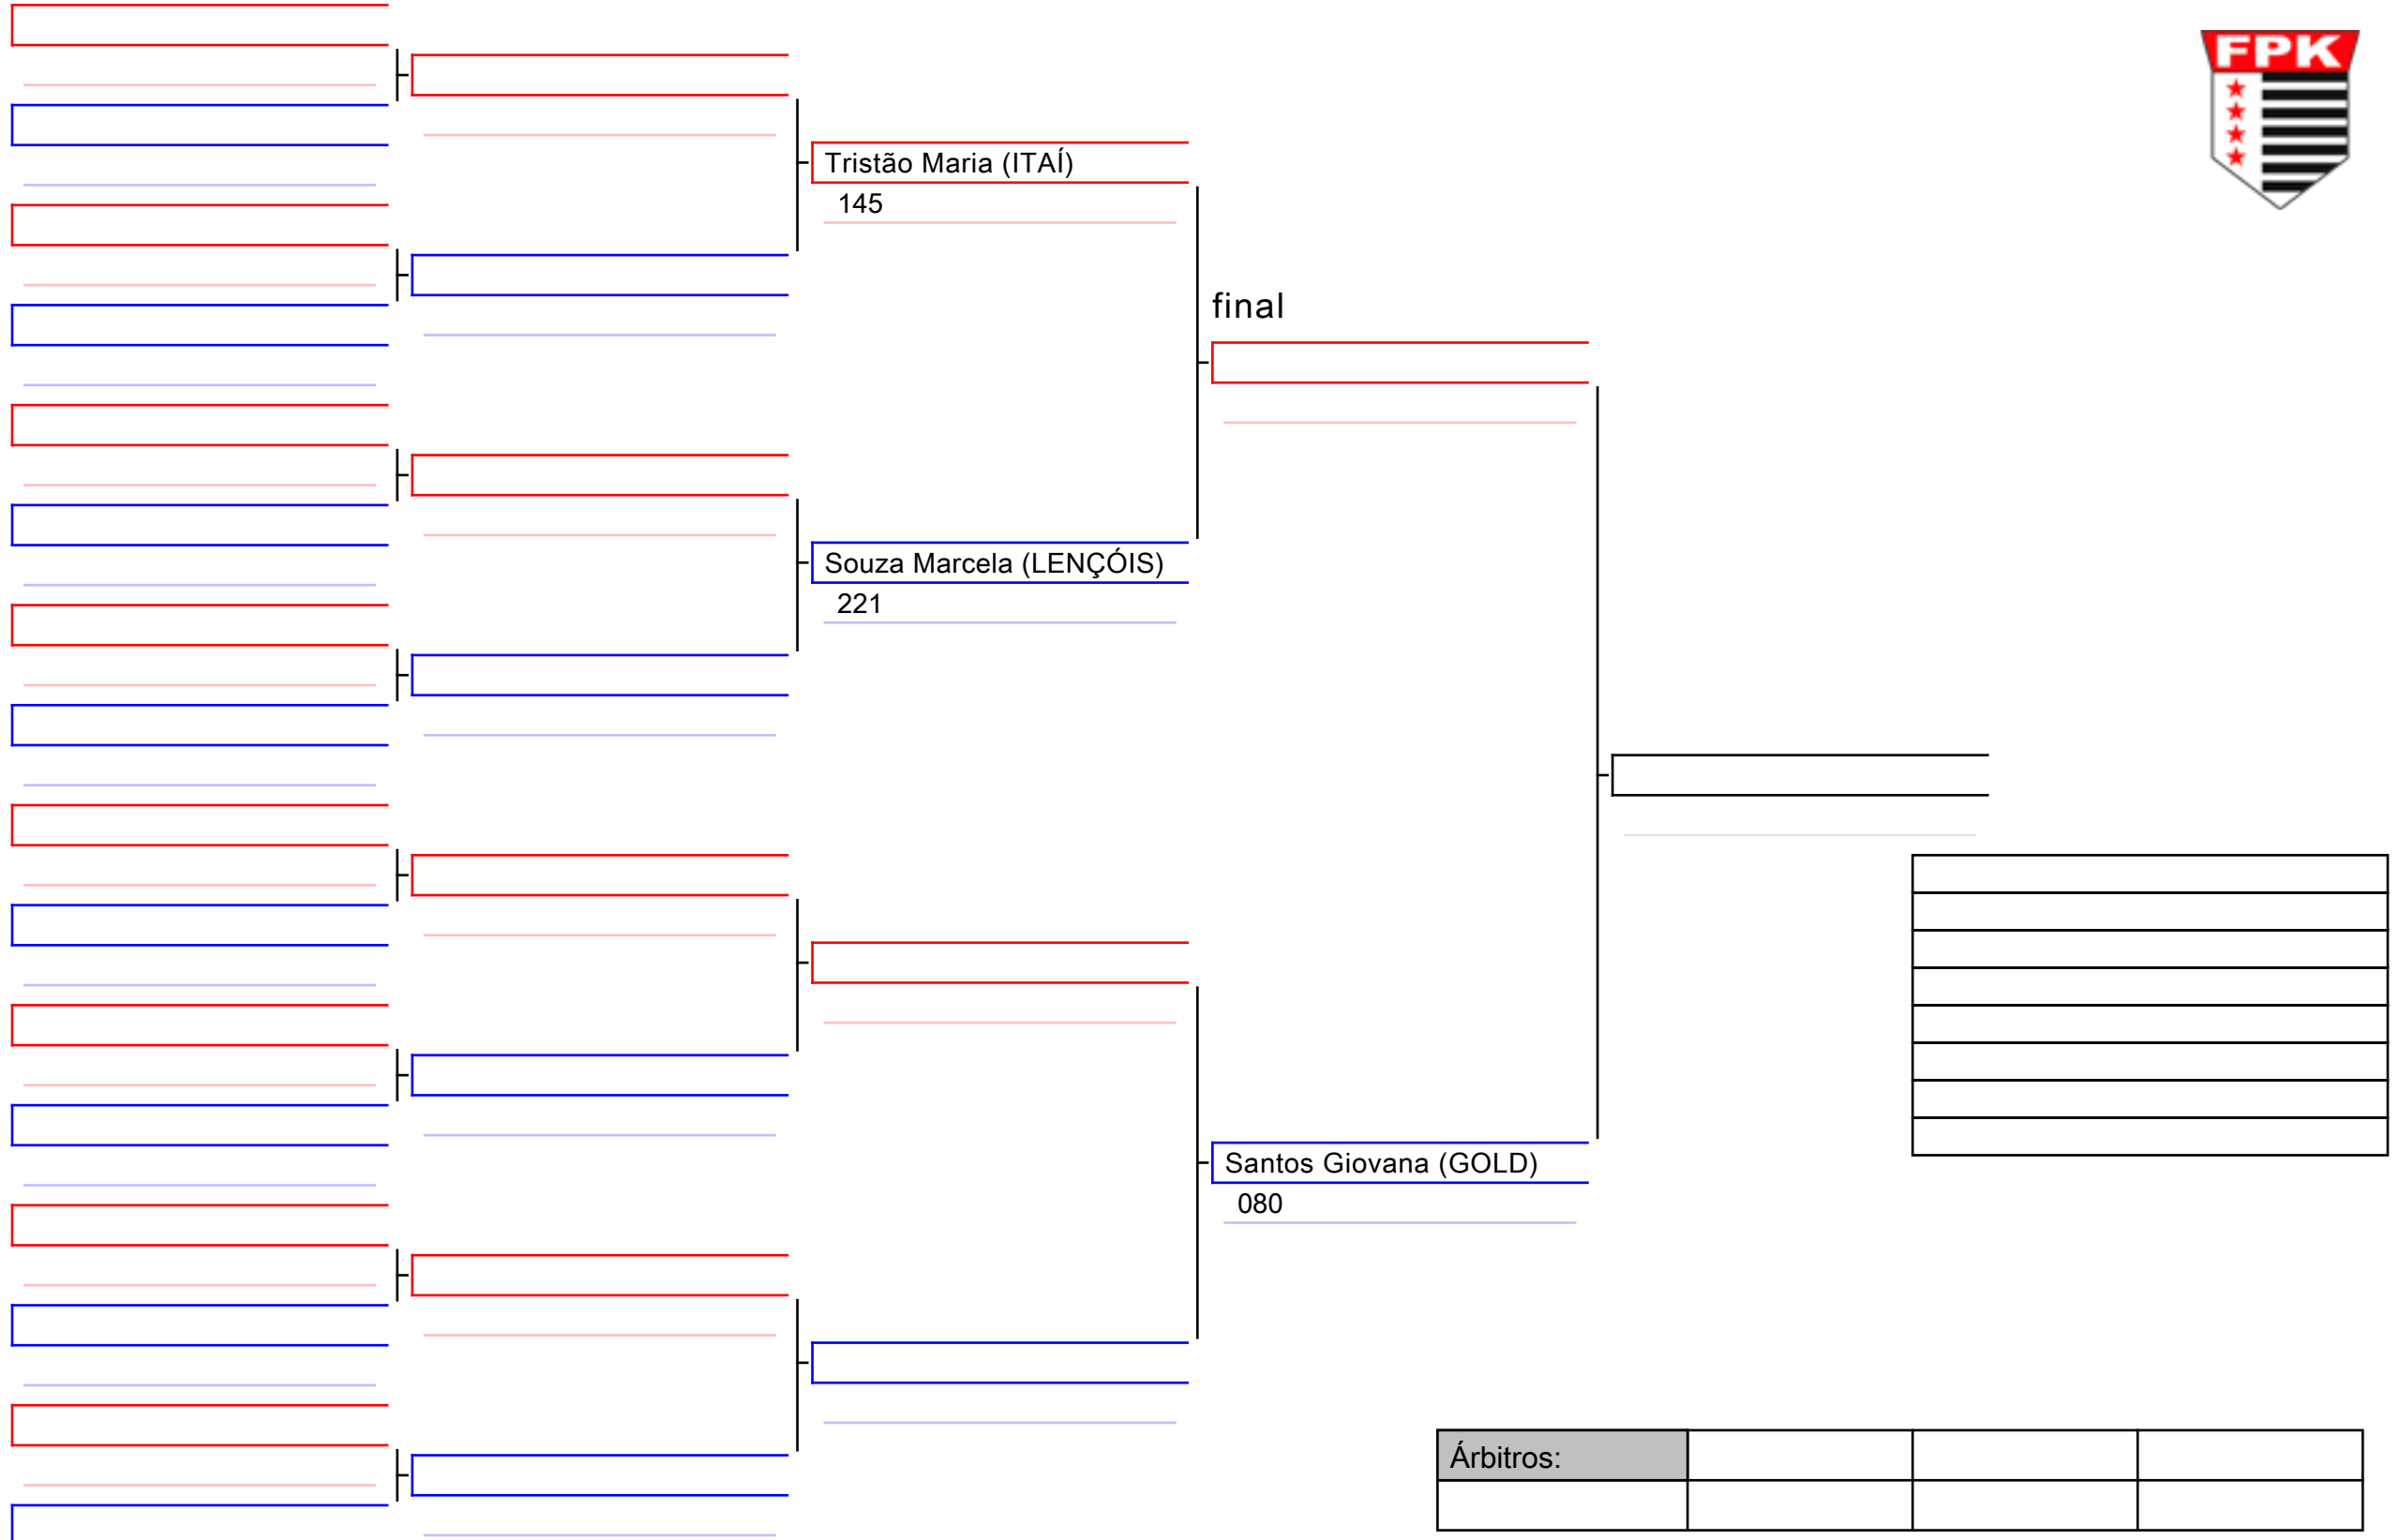 FPK
Tristão Maria (ITAÍ)
145
final
Souza Marcela (LENÇÓIS)
221
Santos Giovana (GOLD)
080
Árbitros: